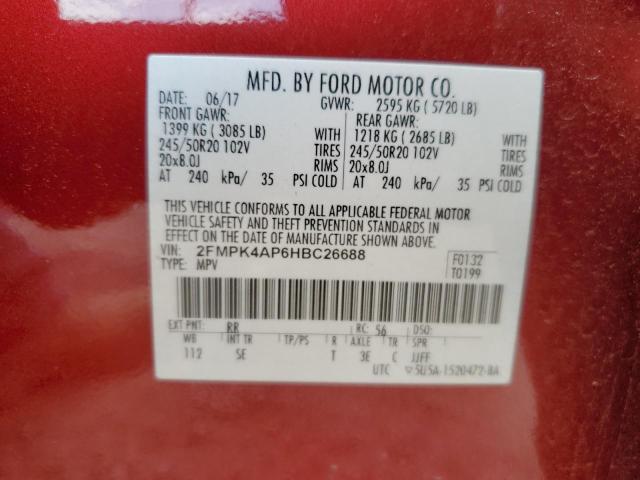 MFD. BY FORD MOTOR CO.
DATE: 06/17 GVWR: 2595 KG ( 5720 LB)
FRONT GAWR: REAR GAWR:
1399 KG ( 3085 LB) WITH 1218 KG ( 2685 LB) WITH
245/50R20 102V TIRES 245/50R20 102V TIRES
20x8.0J RIMS 20x8.0J RIMS
AT 240 kPa/ 35 PSI COLD AT 240 kPa/ 35 PSI COLD
THIS VEHICLE CONFORMS TO ALL APPLICABLE FEDERAL MOTOR
VEHICLE SAFETY AND THEFT PREVENTION STANDARDS IN
EFFECT ON THE DATE OF MANUFACTURE SHOWN ABOVE.
VIN: 2FMPK4AP6HBC26688 F0132
TYPE: MPV T0199
EXT PNT: RR RC: 56 DSO:
WB INT TR TP/PS R AXLE TR SPR
112 SE T 3E C JJFF
UTC ▽5U5A-1520472-BA